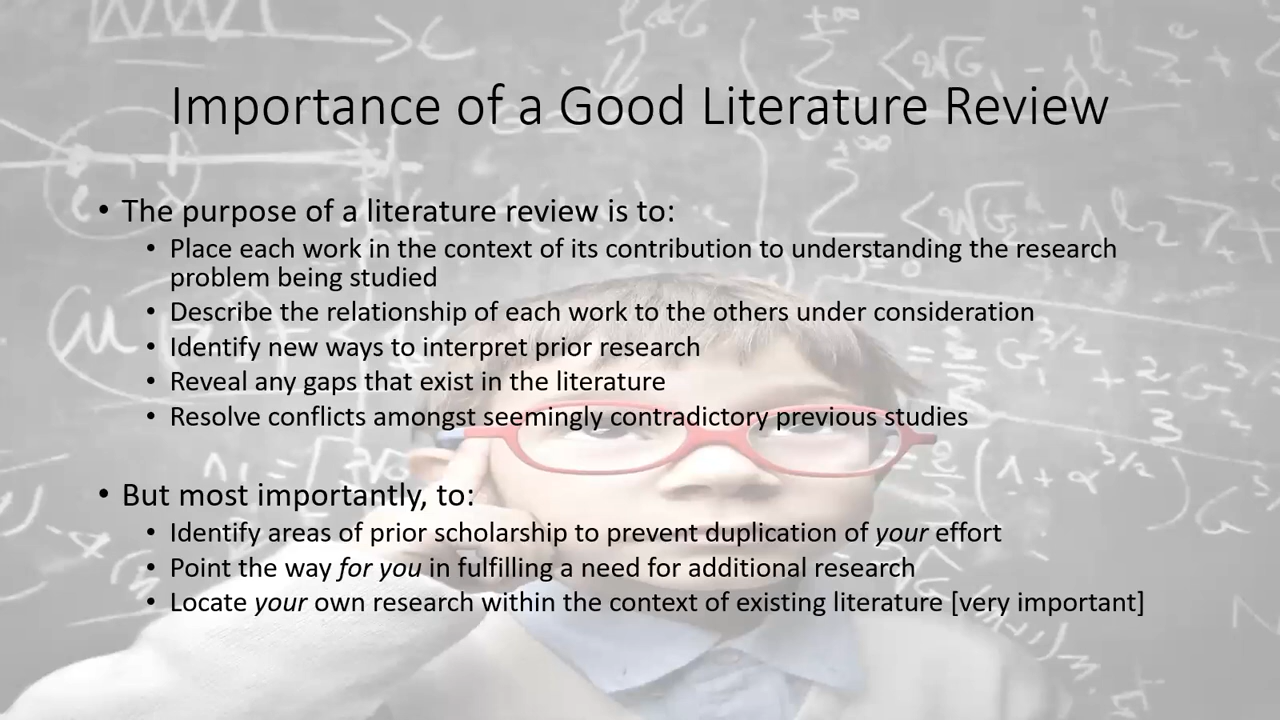 Importance of a Good Literature Review
• The purpose of a literature review is to:
• Place each work in the context of its contribution to understanding the research
problem being studied
• Describe the relationship of each work to the others under consideration
• Identify new ways to interpret prior research
• Reveal any gaps that exist in the literature
• Resolve conflicts amongst seemingly contradictory previous studies
• But most importantly, to:
• Identify areas of prior scholarship to prevent duplication of your effort
• Point the way for you in fulfilling a need for additional research
• Locate your own research within the context of existing literature [very important]